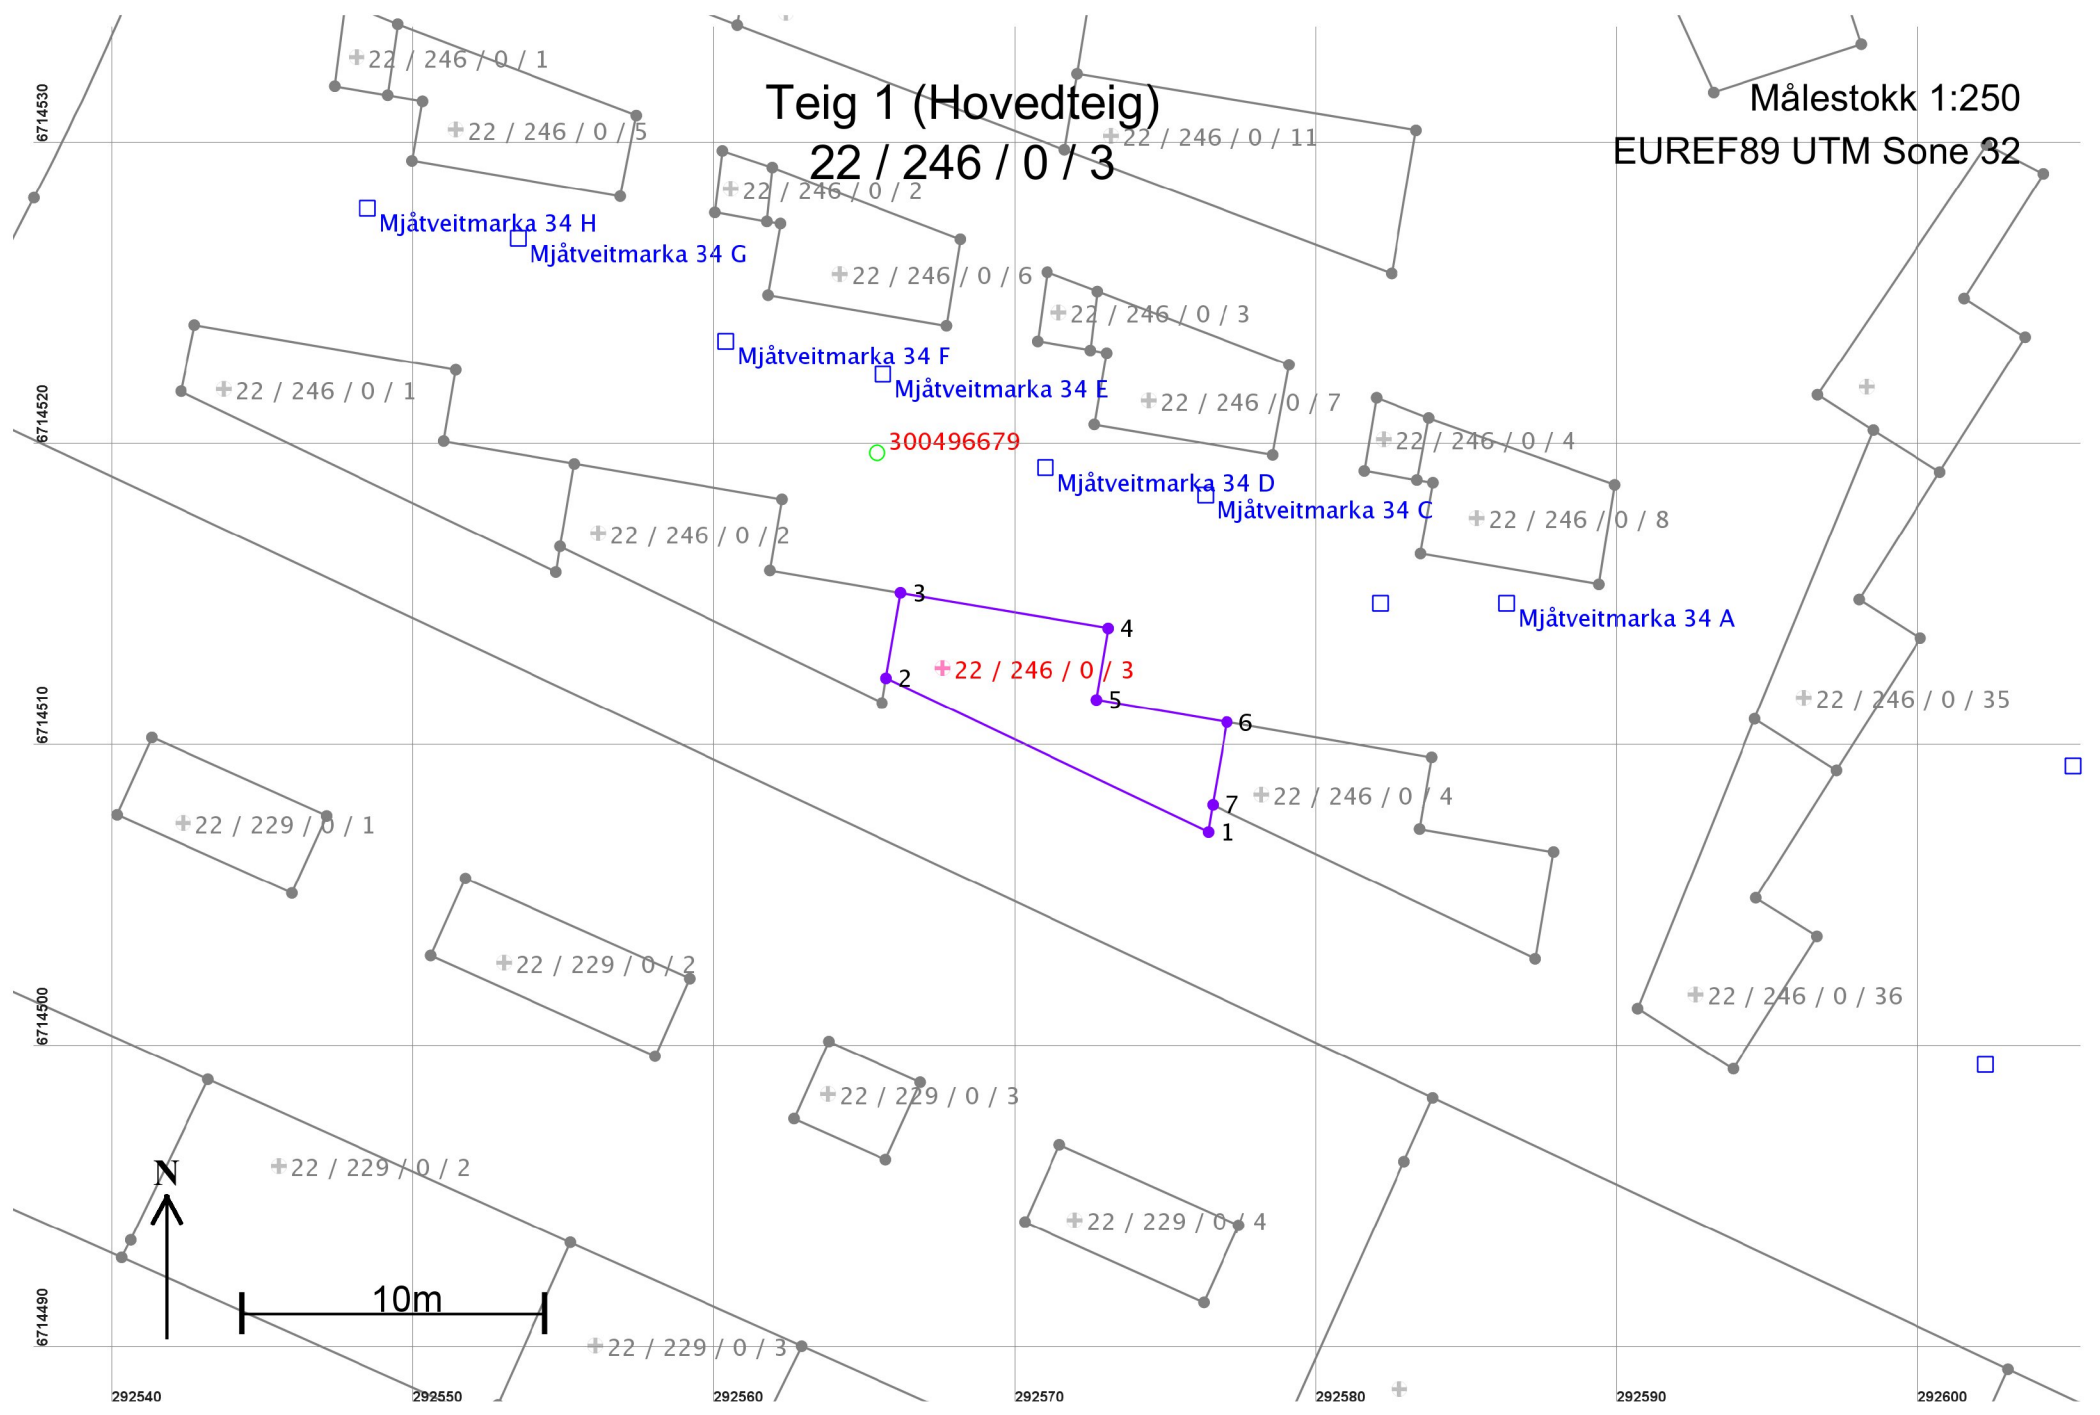 22 / 246 / 0 / 1
Teig 1 (Hovedteig)
22 / 246 / 0 / 3
Målestokk 1:250
EUREF89 UTM Sone 32
6714530
22 / 246 / 0 / 5
22 / 246 / 0 / 11
22 / 246 / 0 / 2
Mjåtveitmarka 34 H
Mjåtveitmarka 34 G
22 / 246 / 0 / 6
22 / 246 / 0 / 3
Mjåtveitmarka 34 F
Mjåtveitmarka 34 E
22 / 246 / 0 / 1
22 / 246 / 0 / 7
6714520
300496679
22 / 246 / 0 / 4
Mjåtveitmarka 34 D
Mjåtveitmarka 34 C
22 / 246 / 0 / 2
22 / 246 / 0 / 8
3
4
Mjåtveitmarka 34 A
2
22 / 246 / 0 / 3
5
6
22 / 246 / 0 / 35
6714510
7
22 / 246 / 0 / 4
1
22 / 229 / 0 / 1
22 / 229 / 0 / 2
22 / 246 / 0 / 36
6714500
22 / 229 / 0 / 3
22 / 229 / 0 / 2
N
22 / 229 / 0 / 4
10m
6714490
22 / 229 / 0 / 3
292540
292550
292560
292570
292580
292590
292600